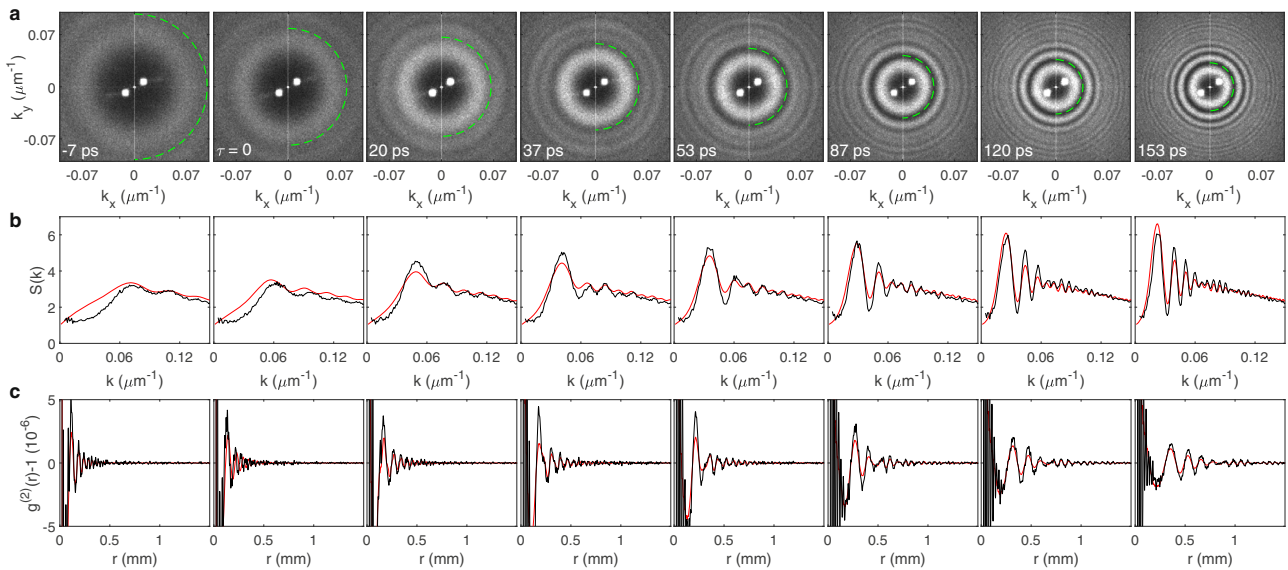 a
k_y (μm⁻¹)
0.07
0
-0.07
-7 ps
τ = 0
20 ps
37 ps
53 ps
87 ps
120 ps
153 ps
-0.07 0 0.07 -0.07 0 0.07 -0.07 0 0.07 -0.07 0 0.07 -0.07 0 0.07 -0.07 0 0.07 -0.07 0 0.07 -0.07 0 0.07
k_x (μm⁻¹) k_x (μm⁻¹) k_x (μm⁻¹) k_x (μm⁻¹) k_x (μm⁻¹) k_x (μm⁻¹) k_x (μm⁻¹) k_x (μm⁻¹)
b
S(k)
6
4
2
0
0 0.06 0.12 0 0.06 0.12 0 0.06 0.12 0 0.06 0.12 0 0.06 0.12 0 0.06 0.12 0 0.06 0.12 0 0.06 0.12
k (μm⁻¹) k (μm⁻¹) k (μm⁻¹) k (μm⁻¹) k (μm⁻¹) k (μm⁻¹) k (μm⁻¹) k (μm⁻¹)
c
g⁽²⁾(r)-1 (10⁻⁶)
5
0
-5
0 0.5 1 0 0.5 1 0 0.5 1 0 0.5 1 0 0.5 1 0 0.5 1 0 0.5 1 0 0.5 1
r (mm) r (mm) r (mm) r (mm) r (mm) r (mm) r (mm) r (mm)